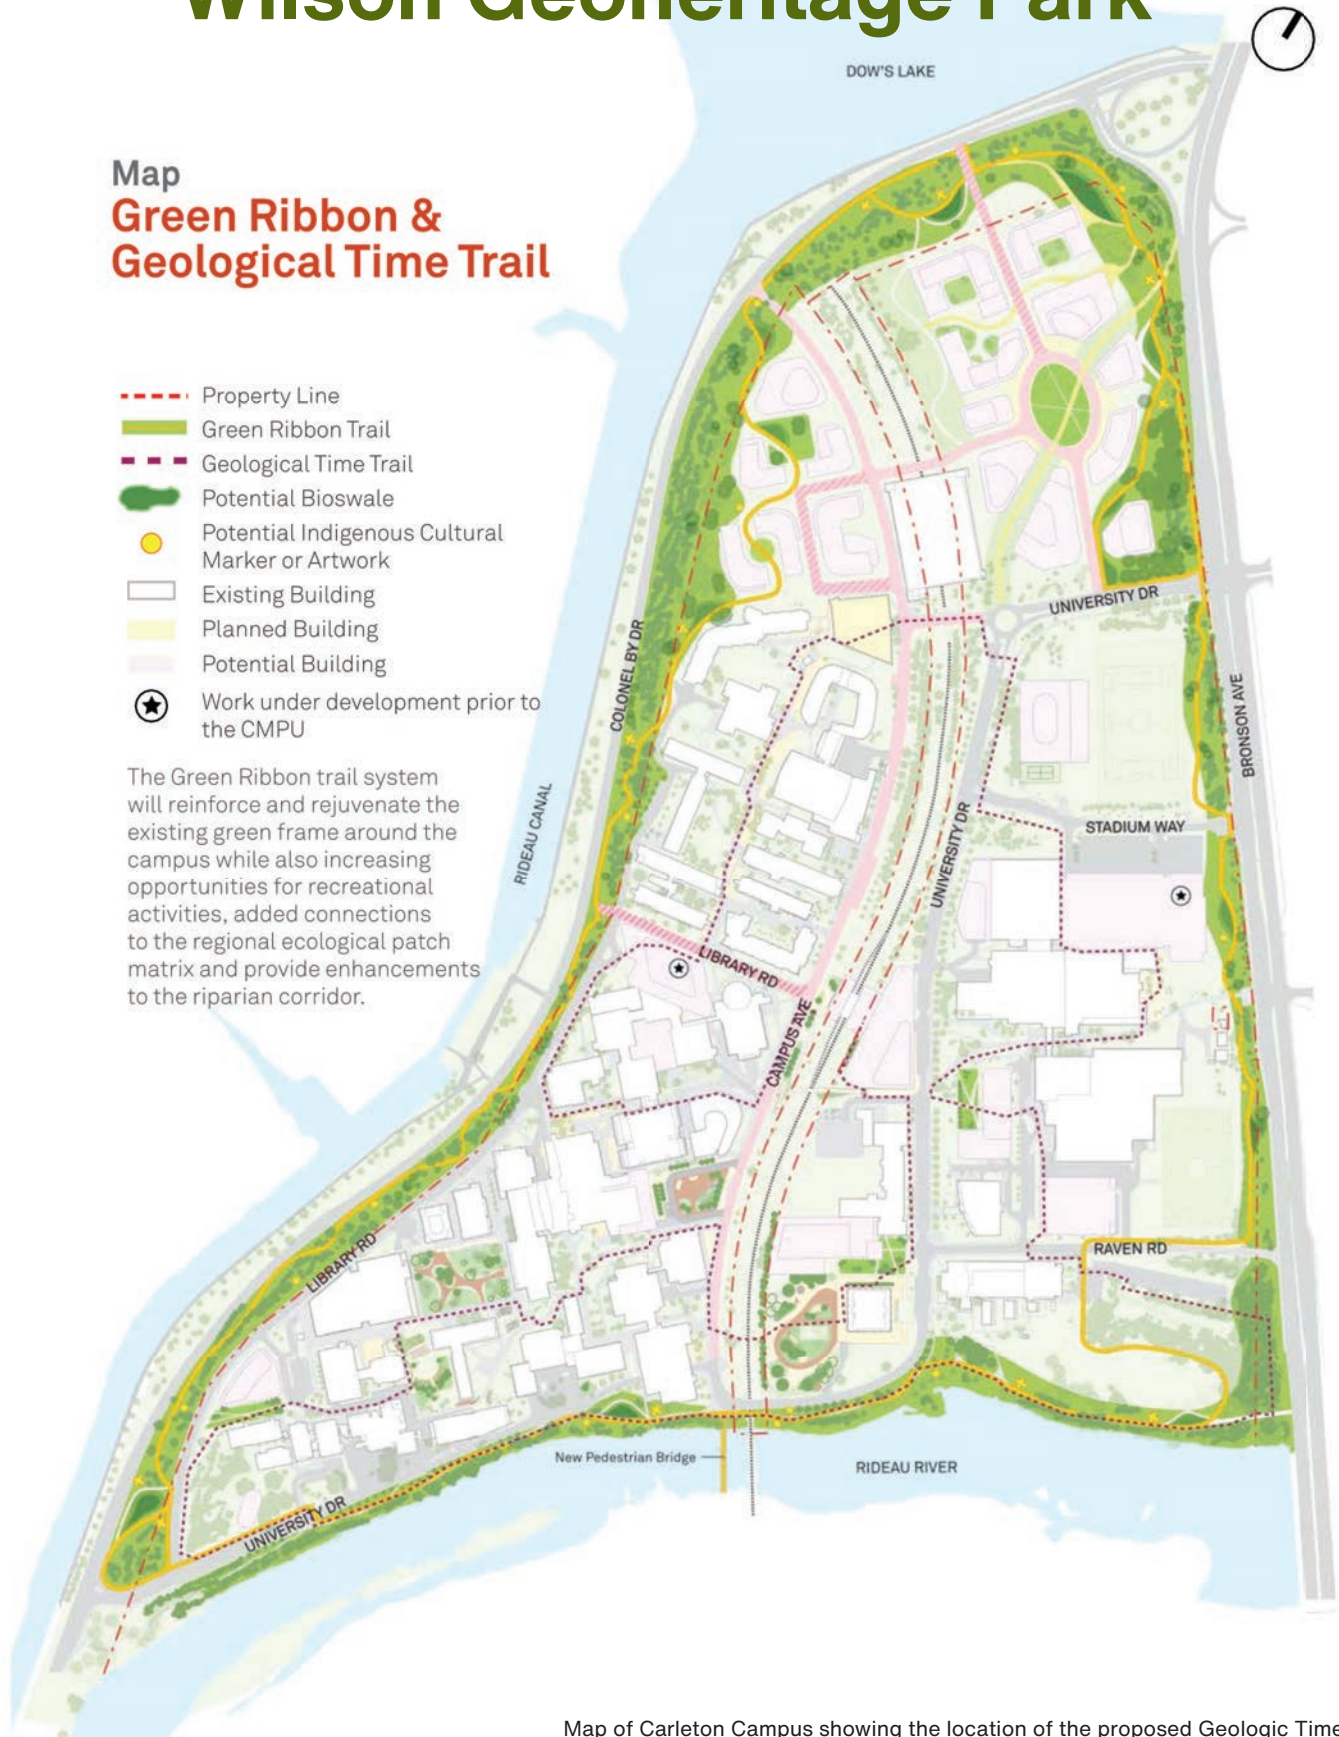 Wilson Geoheritage Park
DOW'S LAKE
Map
Green Ribbon &
Geological Time Trail
Property Line
Green Ribbon Trail
Geological Time Trail
Potential Bioswale
Potential Indigenous Cultural
Marker or Artwork
Existing Building
Planned Building
Potential Building
Work under development prior to
the CMPU
The Green Ribbon trail system
will reinforce and rejuvenate the
existing green frame around the
campus while also increasing
opportunities for recreational
activities, added connections
to the regional ecological patch
matrix and provide enhancements
to the riparian corridor.
UNIVERSITY DR
COLONEL BY DR
BRONSON AVE
RIDEAU CANAL
UNIVERSITY DR
STADIUM WAY
LIBRARY RD
CAMPUS AVE
LIBRARY RD
RAVEN RD
New Pedestrian Bridge
RIDEAU RIVER
UNIVERSITY DR
Map of Carleton Campus showing the location of the proposed Geologic Time